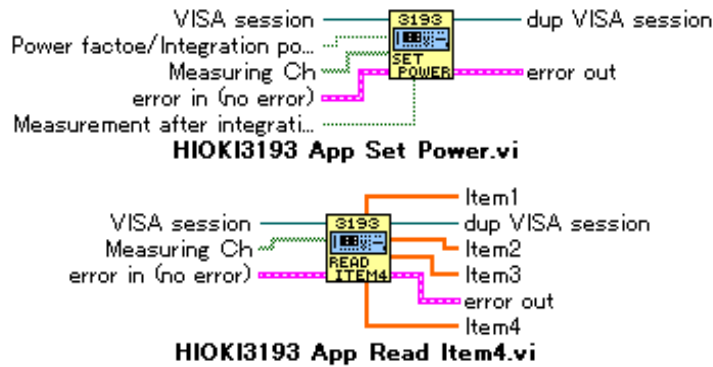 VISA session
3193
dup VISA session
Power factoe/Integration po...
SET
Measuring Ch
POWER
error in (no error)
error out
Measurement after integrati...
HIOKI3193 App Set Power.vi
Item1
VISA session
3193
dup VISA session
Measuring Ch
Item2
READ
Item3
error in (no error)
ITEM4
error out
Item4
HIOKI3193 App Read Item4.vi